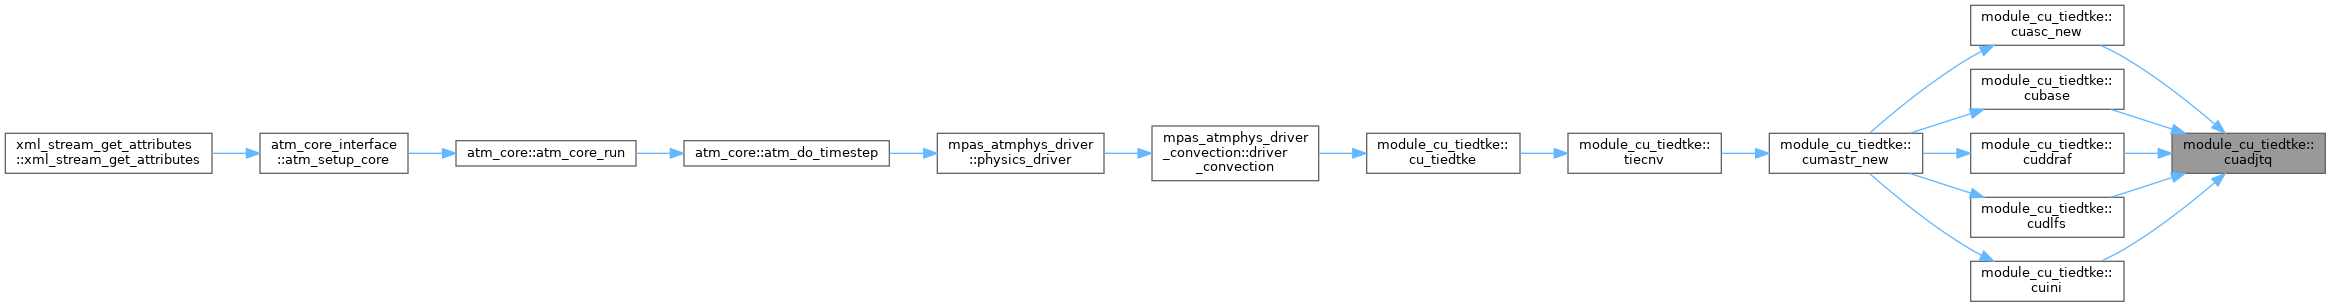 xml_stream_get_attributes
::xml_stream_get_attributes
atm_core_interface
::atm_setup_core
atm_core::atm_core_run
atm_core::atm_do_timestep
mpas_atmphys_driver
::physics_driver
mpas_atmphys_driver
_convection::driver
_convection
module_cu_tiedtke::
cu_tiedtke
module_cu_tiedtke::
tiecnv
module_cu_tiedtke::
cumastr_new
module_cu_tiedtke::
cuasc_new
module_cu_tiedtke::
cubase
module_cu_tiedtke::
cuddraf
module_cu_tiedtke::
cudlfs
module_cu_tiedtke::
cuini
module_cu_tiedtke::
cuadjtq